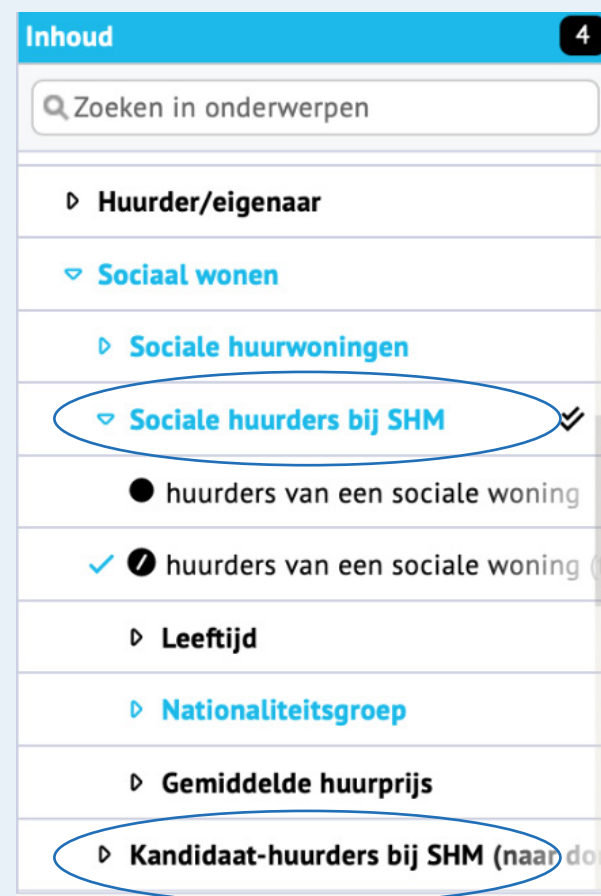 Inhoud 4
Zoeken in onderwerpen
Huurder/eigenaar
Sociaal wonen
Sociale huurwoningen
Sociale huurders bij SHM
huurders van een sociale woning
huurders van een sociale woning (
Leeftijd
Nationaliteitsgroep
Gemiddelde huurprijs
Kandidaat-huurders bij SHM (naar do